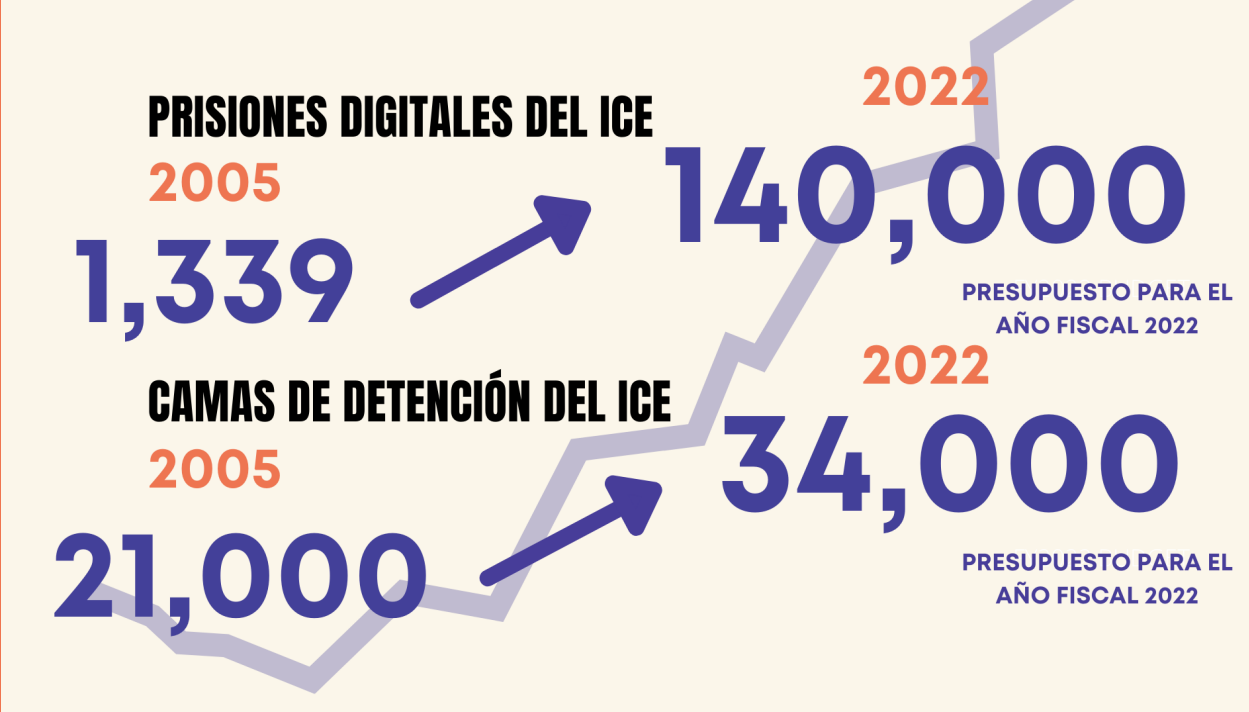 PRISIONES DIGITALES DEL ICE
2005
1,339
2022
140,000
PRESUPUESTO PARA EL
AÑO FISCAL 2022
CAMAS DE DETENCIÓN DEL ICE
2005
21,000
2022
34,000
PRESUPUESTO PARA EL
AÑO FISCAL 2022